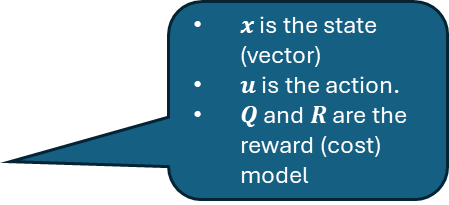 • x is the state
(vector)
• u is the action.
• Q and R are the
reward (cost)
model